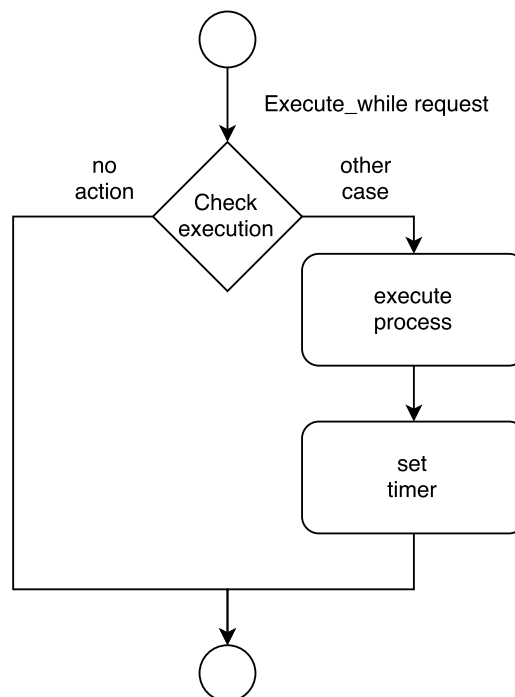 Execute_while request
no
action
other
case
Check
execution
execute
process
set
timer